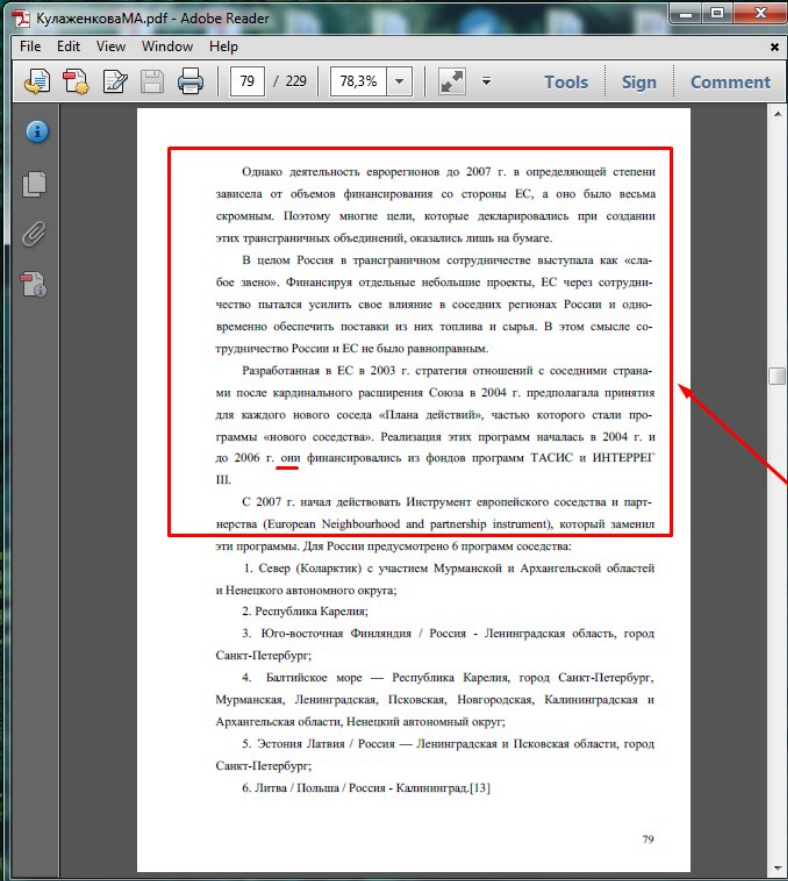 КулаженковаМА.pdf - Adobe Reader
File Edit View Window Help
79 / 229 78,3% Tools Sign Comment
Однако деятельность еврорегионов до 2007 г. в определяющей степени
зависела от объемов финансирования со стороны ЕС, а оно было весьма
скромным. Поэтому многие цели, которые декларировались при создании
этих трансграничных объединений, оказались лишь на бумаге.
В целом Россия в трансграничном сотрудничестве выступала как «сла-
бое звено». Финансируя отдельные небольшие проекты, ЕС через сотрудни-
чество пытался усилить свое влияние в соседних регионах России и одно-
временно обеспечить поставки из них топлива и сырья. В этом смысле со-
трудничество России и ЕС не было равноправным.
Разработанная в ЕС в 2003 г. стратегия отношений с соседними страна-
ми после кардинального расширения Союза в 2004 г. предполагала принятия
для каждого нового соседа «Плана действий», частью которого стали про-
граммы «нового соседства». Реализация этих программ началась в 2004 г. и
до 2006 г. они финансировались из фондов программ ТАСИС и ИНТЕРРЕГ
III.
С 2007 г. начал действовать Инструмент европейского соседства и парт-
нерства (European Neighbourhood and partnership instrument), который заменил
эти программы. Для России предусмотрено 6 программ соседства:
1. Север (Коларктик) с участием Мурманской и Архангельской областей
и Ненецкого автономного округа;
2. Республика Карелия;
3. Юго-восточная Финляндия / Россия - Ленинградская область, город
Санкт-Петербург;
4. Балтийское море — Республика Карелия, город Санкт-Петербург,
Мурманская, Ленинградская, Псковская, Новгородская, Калининградская и
Архангельская области, Ненецкий автономный округ;
5. Эстония Латвия / Россия — Ленинградская и Псковская области, город
Санкт-Петербург;
6. Литва / Польша / Россия - Калининград.[13]
79